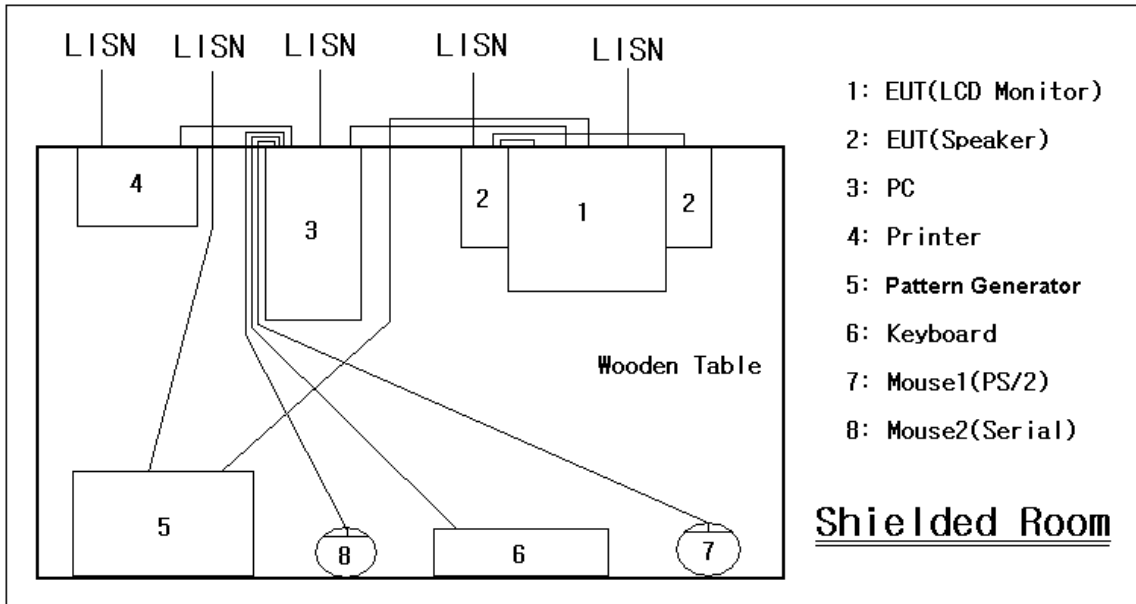 LISN LISN LISN LISN LISN
4
3
2
1
2
Wooden Table
5
8
6
7
1: EUT(LCD Monitor)
2: EUT(Speaker)
3: PC
4: Printer
5: Pattern Generator
6: Keyboard
7: Mouse1(PS/2)
8: Mouse2(Serial)
Shielded Room